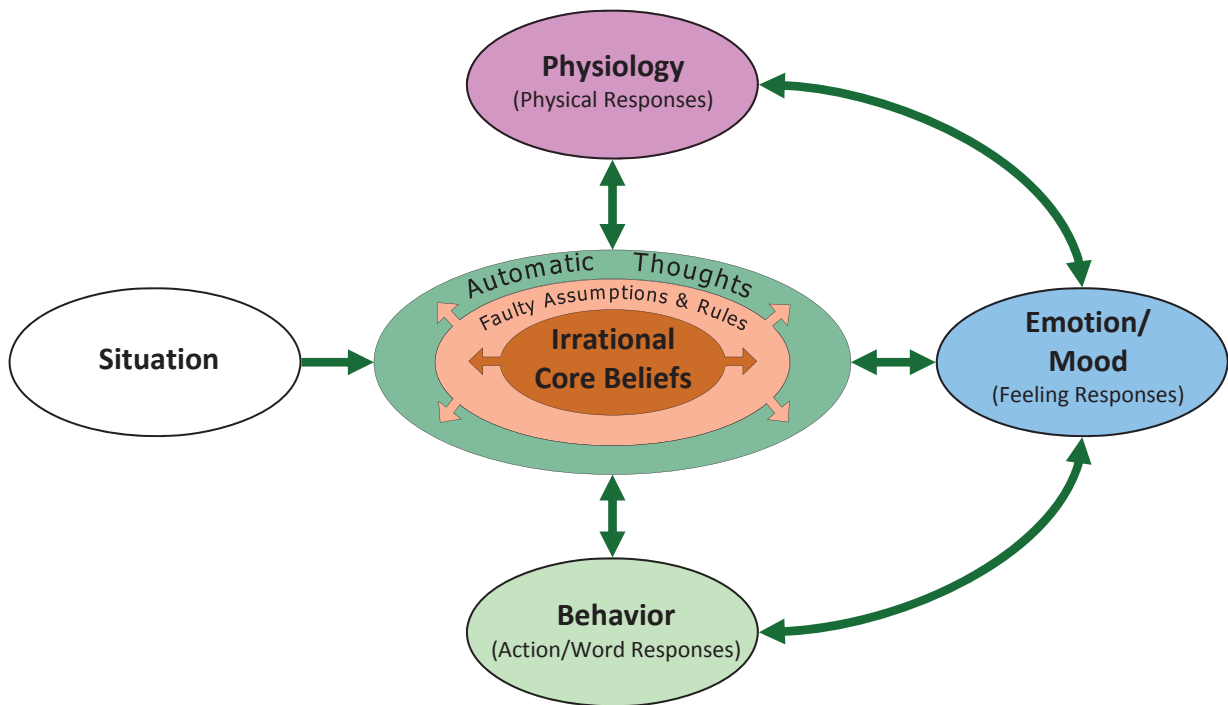 Physiology
(Physical Responses)
Automatic Thoughts
Faulty Assumptions & Rules
Irrational
Core Beliefs
Situation
Emotion/
Mood
(Feeling Responses)
Behavior
(Action/Word Responses)